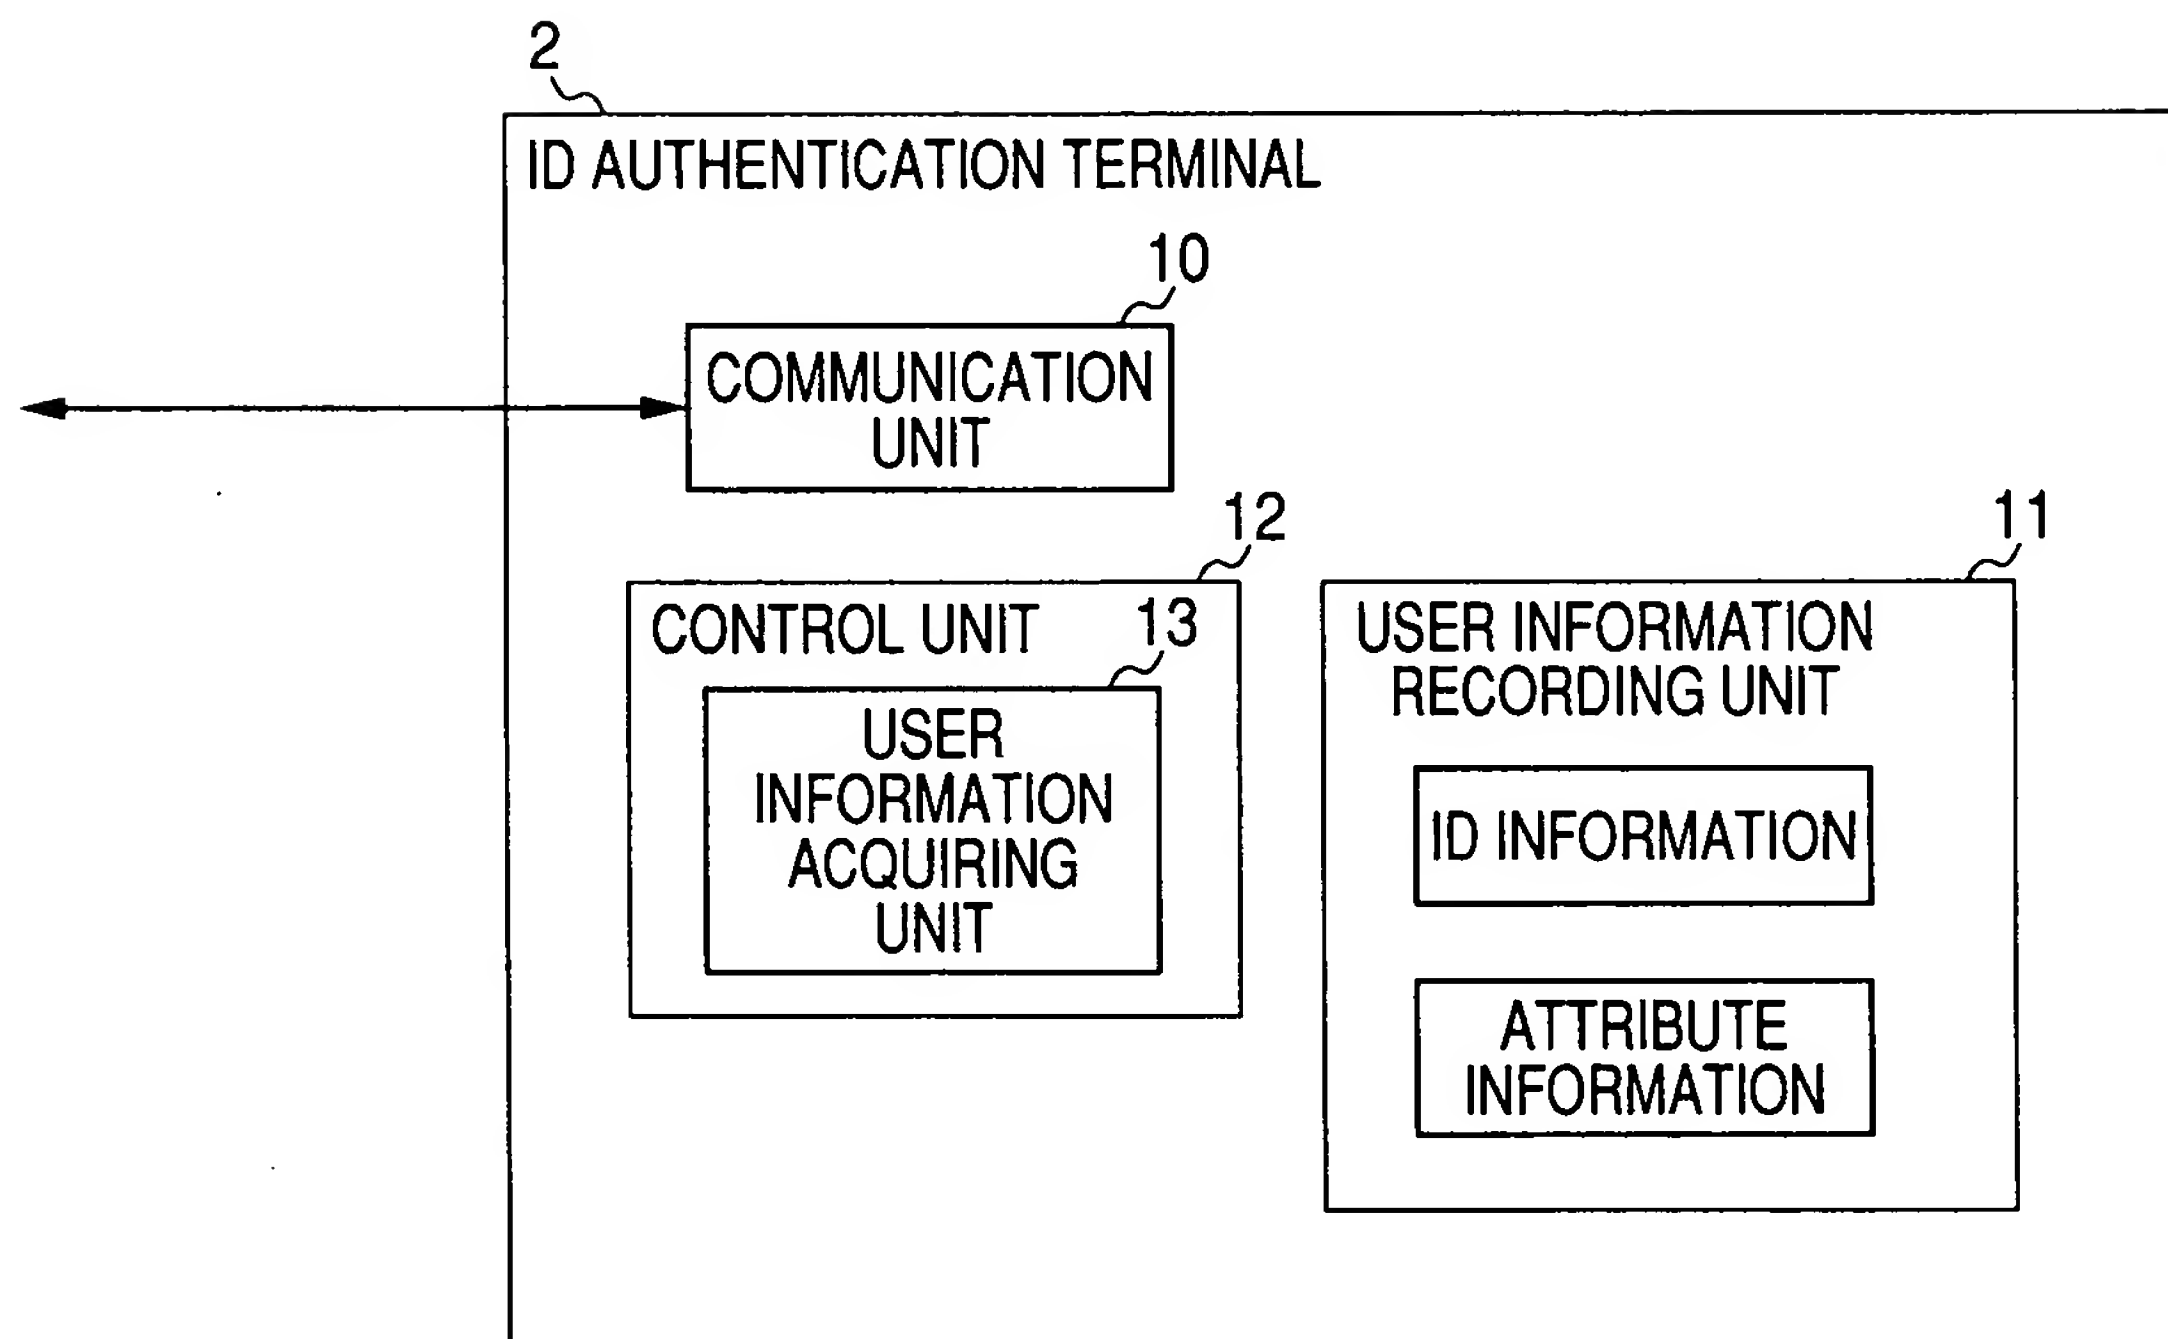 2
ID AUTHENTICATION TERMINAL
10
COMMUNICATION
UNIT
12
CONTROL UNIT
13
USER
INFORMATION
ACQUIRING
UNIT
11
USER INFORMATION
RECORDING UNIT
ID INFORMATION
ATTRIBUTE
INFORMATION